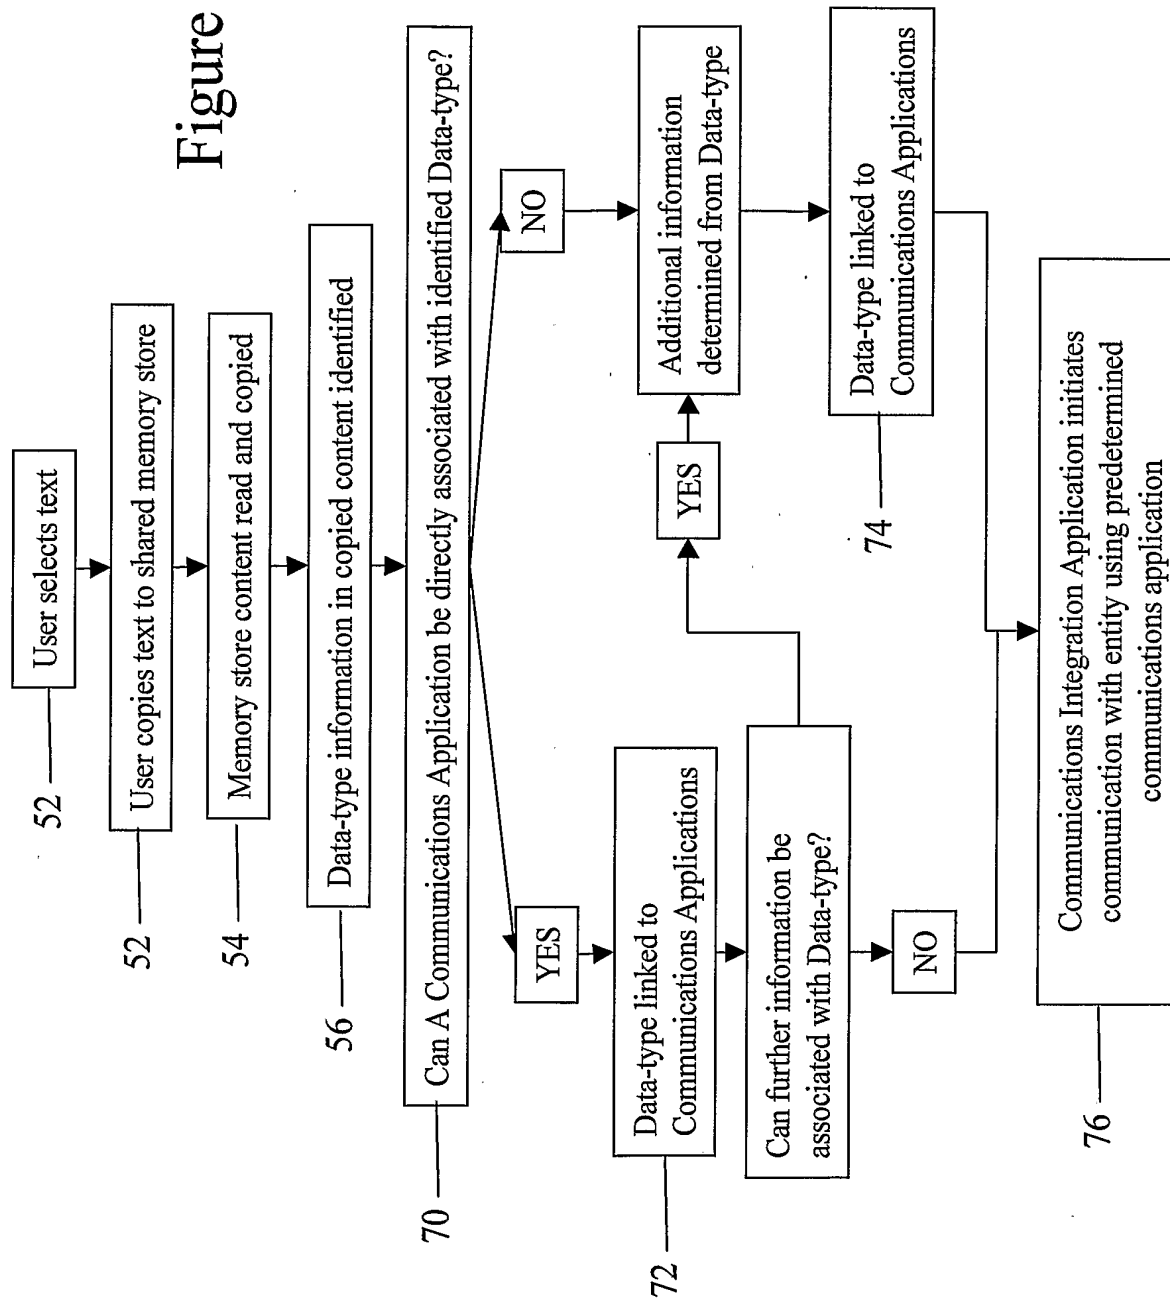 Figure
52
User selects text
52
User copies text to shared memory store
54
Memory store content read and copied
56
Data-type information in copied content identified
70
Can A Communications Application be directly associated with identified Data-type?
YES
NO
72
Data-type linked to
Communications Applications
Can further information be
associated with Data-type?
YES
NO
Additional information
determined from Data-type
74
Data-type linked to
Communications Applications
76
Communications Integration Application initiates
communication with entity using predetermined
communications application